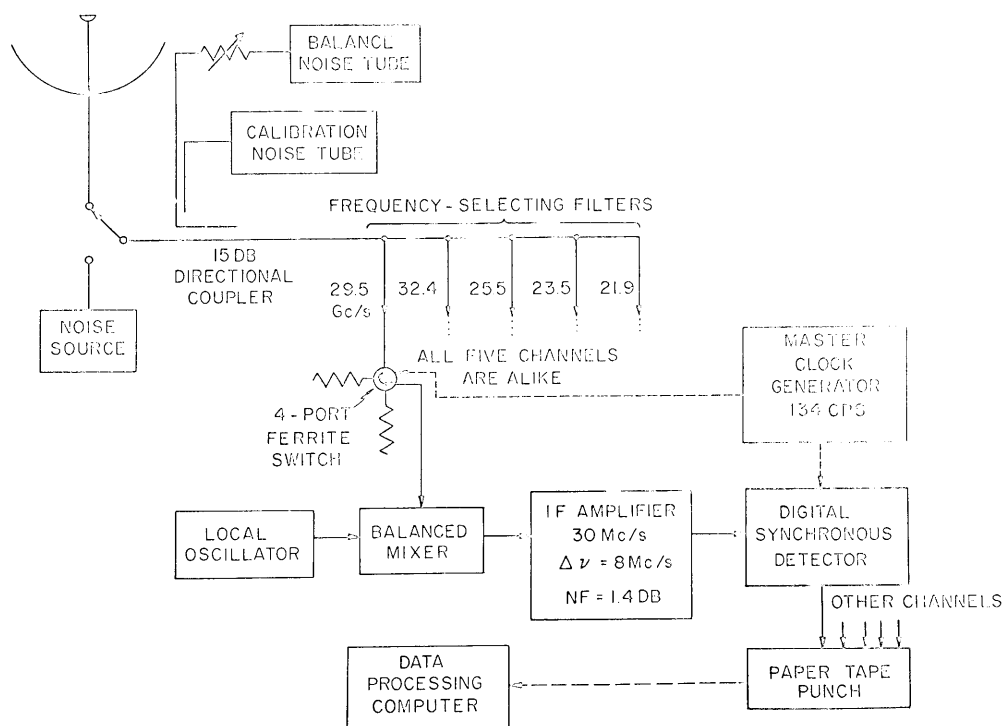 BALANCE
NOISE TUBE
CALIBRATION
NOISE TUBE
FREQUENCY-SELECTING FILTERS
15 DB
DIRECTIONAL
COUPLER
29.5
Gc/s
32.4
25.5
23.5
21.9
NOISE
SOURCE
ALL FIVE CHANNELS
ARE ALIKE
MASTER
CLOCK
GENERATOR
134 CPS
4-PORT
FERRITE
SWITCH
LOCAL
OSCILLATOR
BALANCED
MIXER
IF AMPLIFIER
30 Mc/s
Δν = 8Mc/s
NF = 1.4 DB
DIGITAL
SYNCHRONOUS
DETECTOR
OTHER CHANNELS
DATA
PROCESSING
COMPUTER
PAPER TAPE
PUNCH